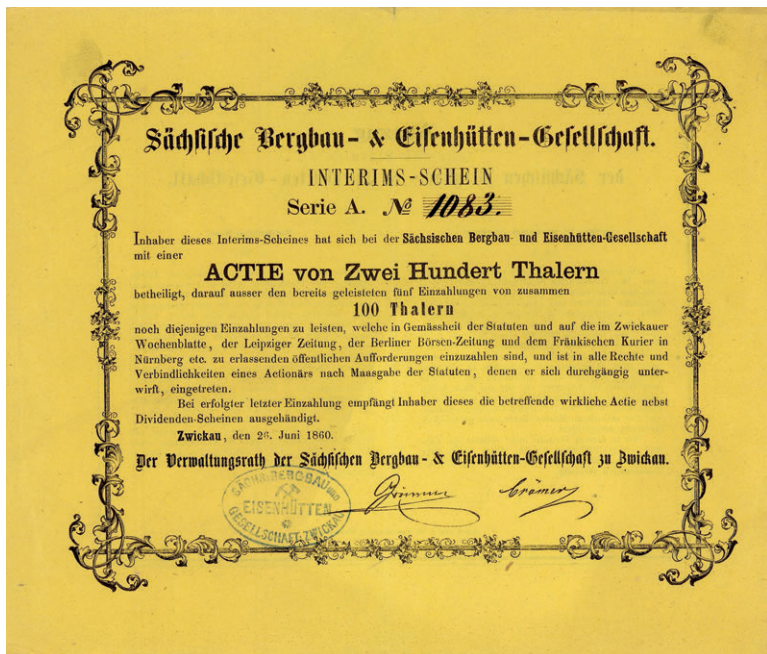 Sächsische Bergbau- & Eisenhütten-Gesellschaft.
INTERIMS-SCHEIN
Serie A. № 1083.
Inhaber dieses Interims-Scheines hat sich bei der Sächsischen Bergbau- und Eisenhütten-Gesellschaft
mit einer
ACTIE von Zwei Hundert Thalern
betheiligt, darauf ausser den bereits geleisteten fünf Einzahlungen von zusammen
100 Thalern
noch diejenigen Einzahlungen zu leisten, welche in Gemässheit der Statuten und auf die im Zwickauer
Wochenblatte, der Leipziger Zeitung, der Berliner Börsen-Zeitung und dem Fränkischen Kurier in
Nürnberg etc. zu erlassenden öffentlichen Aufforderungen einzuzahlen sind, und ist in alle Rechte und
Verbindlichkeiten eines Actionärs nach Maasgabe der Statuten, denen er sich durchgängig unter-
wirft, eingetreten.
Bei erfolgter letzter Einzahlung empfängt Inhaber dieses die betreffende wirkliche Actie nebst
Dividenden-Scheinen ausgehändigt.
Zwickau, den 26. Juni 1860.
Der Verwaltungsrath der Sächsischen Bergbau- & Eisenhütten-Gesellschaft zu Zwickau.
SÄCHS. BERGBAU und
EISENHÜTTEN
GESELLSCHAFT. ZWICKAU